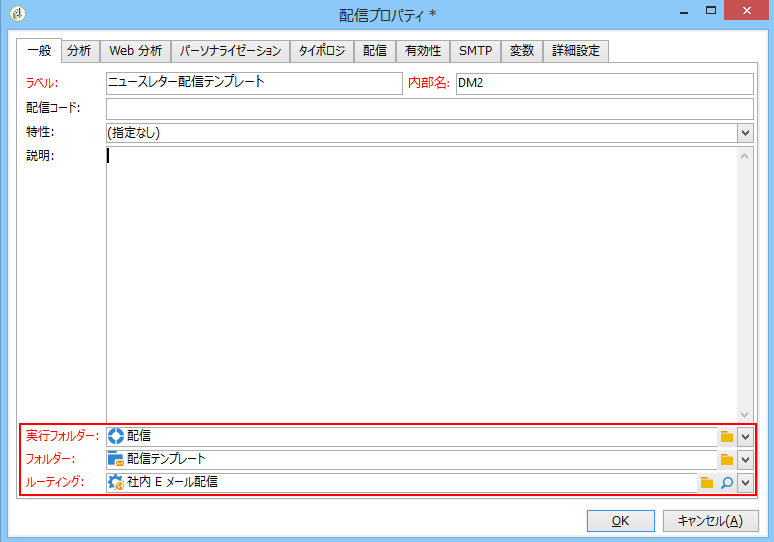 配信プロパティ *
一般 分析 Web 分析 パーソナライゼーション タイポロジ 配信 有効性 SMTP 変数 詳細設定
ラベル: ニュースレター配信テンプレート 内部名: DM2
配信コード:
特性: (指定なし)
説明:
実行フォルダー: 配信
フォルダー: 配信テンプレート
ルーティング: 社内 E メール配信
OK キャンセル(A)